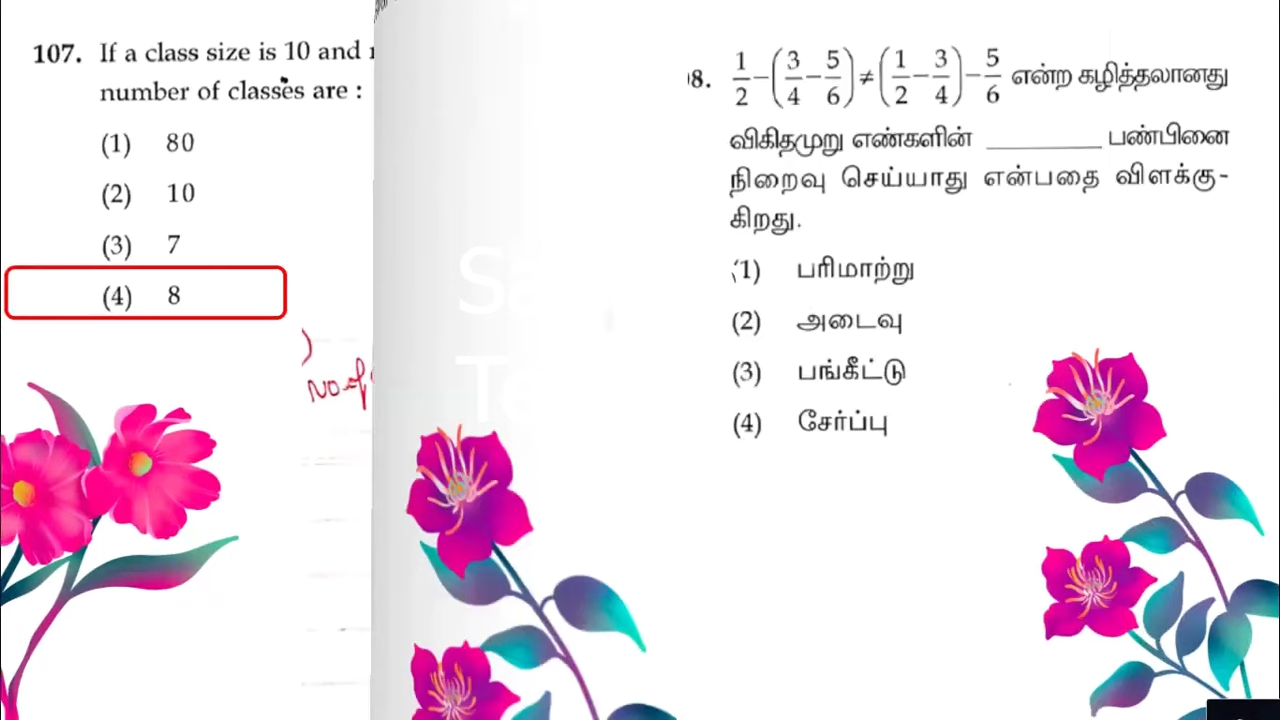 107. If a class size is 10 and
number of classes are :
(1) 80
(2) 10
(3) 7
(4) 8
No of
8. 1/2 − (3/4 − 5/6) ≠ (1/2 − 3/4) − 5/6 என்ற கழித்தலானது
விகிதமுறு எண்களின் ________ பண்பினை
நிறைவு செய்யாது என்பதை விளக்கு-
கிறது.
(1) பரிமாற்று
(2) அடைவு
(3) பங்கீட்டு
(4) சேர்ப்பு